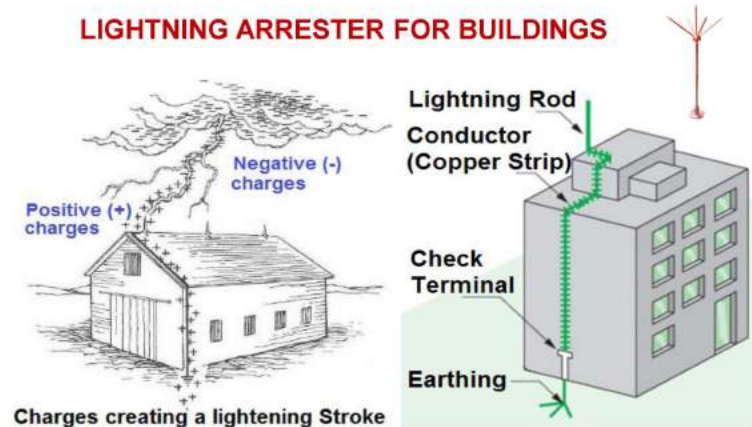 LIGHTNING ARRESTER FOR BUILDINGS
Negative (-)
charges
Positive (+)
charges
Charges creating a lightening Stroke
Lightning Rod
Conductor
(Copper Strip)
Check
Terminal
Earthing